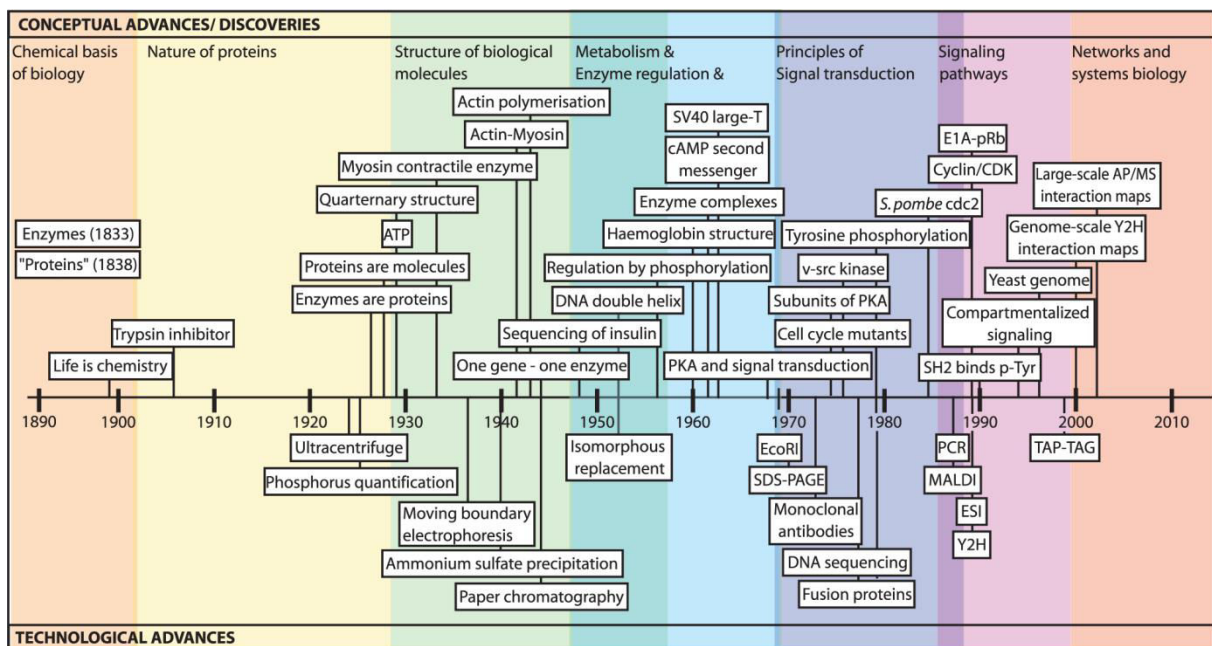 CONCEPTUAL ADVANCES/ DISCOVERIES
Chemical basis
of biology
Nature of proteins
Structure of biological
molecules
Metabolism &
Enzyme regulation &
Principles of
Signal transduction
Signaling
pathways
Networks and
systems biology
Actin polymerisation
Actin-Myosin
Myosin contractile enzyme
Quarternary structure
ATP
Proteins are molecules
Enzymes are proteins
Enzymes (1833)
"Proteins" (1838)
Trypsin inhibitor
Life is chemistry
SV40 large-T
cAMP second
messenger
Enzyme complexes
Haemoglobin structure
Regulation by phosphorylation
DNA double helix
Sequencing of insulin
One gene - one enzyme
PKA and signal transduction
E1A-pRb
Cyclin/CDK
S. pombe cdc2
Tyrosine phosphorylation
v-src kinase
Subunits of PKA
Cell cycle mutants
Large-scale AP/MS
interaction maps
Genome-scale Y2H
interaction maps
Yeast genome
Compartmentalized
signaling
SH2 binds p-Tyr
1890
1900
1910
1920
1930
1940
1950
1960
1970
1980
1990
2000
2010
Ultracentrifuge
Phosphorus quantification
Moving boundary
electrophoresis
Ammonium sulfate precipitation
Paper chromatography
Isomorphous
replacement
EcoRI
SDS-PAGE
Monoclonal
antibodies
DNA sequencing
Fusion proteins
PCR
MALDI
ESI
Y2H
TAP-TAG
TECHNOLOGICAL ADVANCES